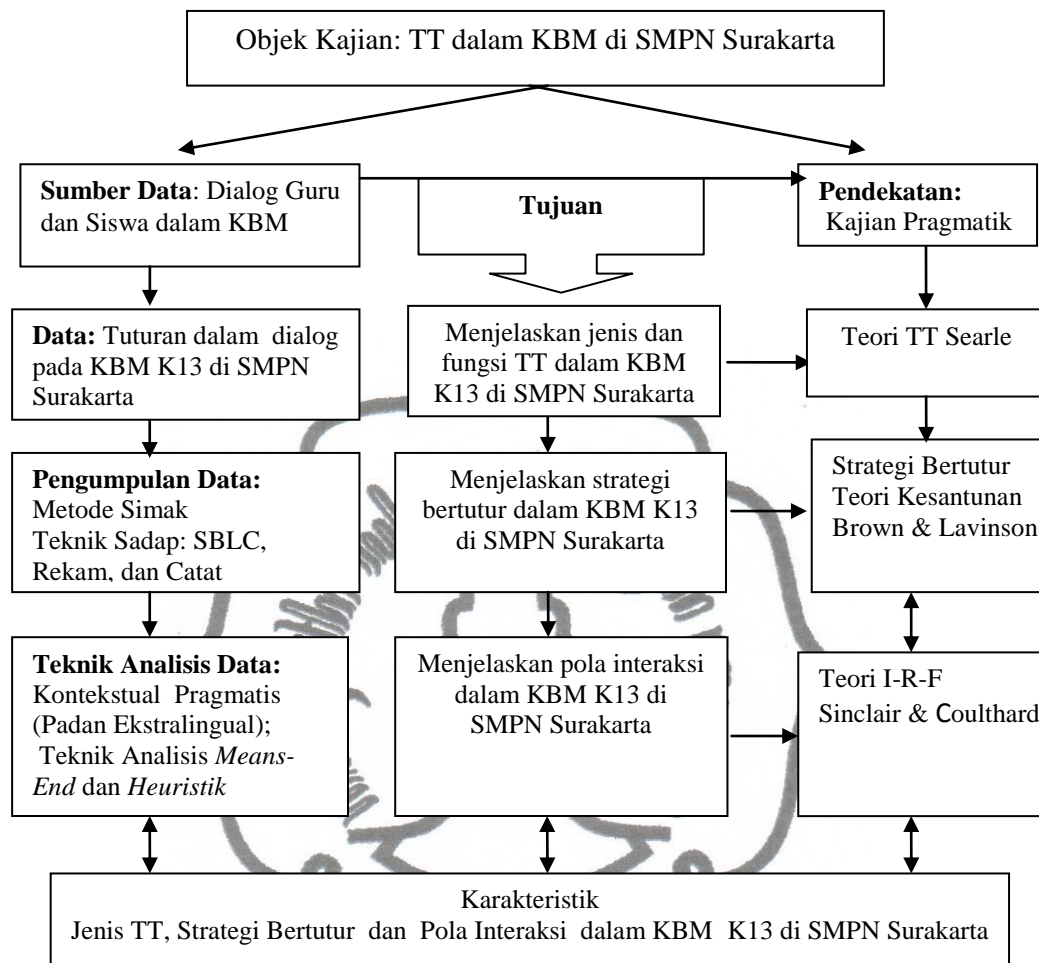 Objek Kajian: TT dalam KBM di SMPN Surakarta
Sumber Data: Dialog Guru
dan Siswa dalam KBM
Tujuan
Pendekatan:
Kajian Pragmatik
Data: Tuturan dalam dialog
pada KBM K13 di SMPN
Surakarta
Menjelaskan jenis dan
fungsi TT dalam KBM
K13 di SMPN Surakarta
Teori TT Searle
Pengumpulan Data:
Metode Simak
Teknik Sadap: SBLC,
Rekam, dan Catat
Menjelaskan strategi
bertutur dalam KBM K13
di SMPN Surakarta
Strategi Bertutur
Teori Kesantunan
Brown & Lavinson
Teknik Analisis Data:
Kontekstual Pragmatis
(Padan Ekstralingual);
Teknik Analisis Means-
End dan Heuristik
Menjelaskan pola interaksi
dalam KBM K13 di
SMPN Surakarta
Teori I-R-F
Sinclair & Coulthard
Karakteristik
Jenis TT, Strategi Bertutur dan Pola Interaksi dalam KBM K13 di SMPN Surakarta